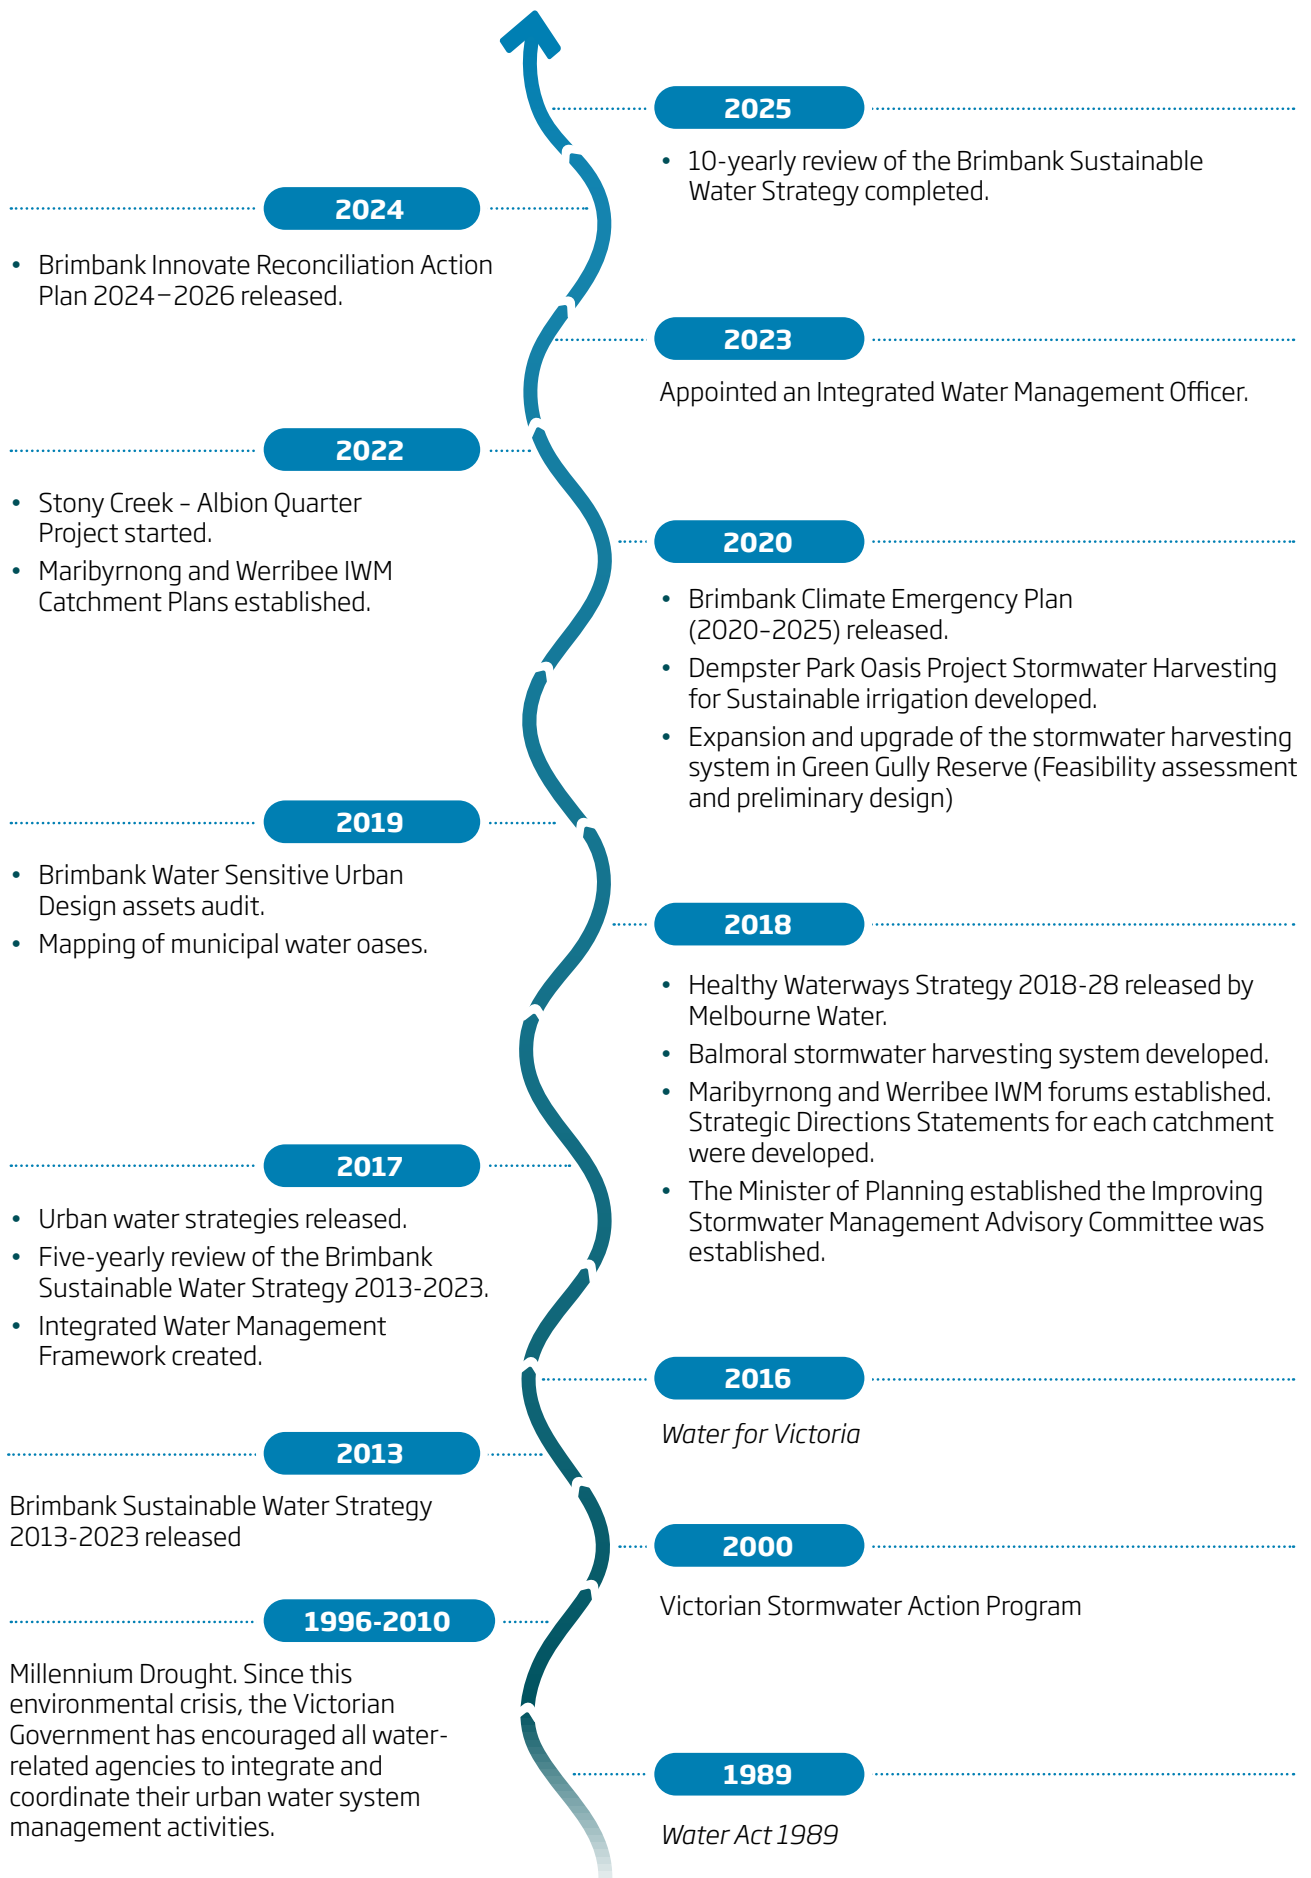 2025
• 10-yearly review of the Brimbank Sustainable
Water Strategy completed.
2024
• Brimbank Innovate Reconciliation Action
Plan 2024–2026 released.
2023
Appointed an Integrated Water Management Officer.
2022
• Stony Creek – Albion Quarter
Project started.
• Maribyrnong and Werribee IWM
Catchment Plans established.
2020
• Brimbank Climate Emergency Plan
(2020–2025) released.
• Dempster Park Oasis Project Stormwater Harvesting
for Sustainable irrigation developed.
• Expansion and upgrade of the stormwater harvesting
system in Green Gully Reserve (Feasibility assessment
and preliminary design)
2019
• Brimbank Water Sensitive Urban
Design assets audit.
• Mapping of municipal water oases.
2018
• Healthy Waterways Strategy 2018-28 released by
Melbourne Water.
• Balmoral stormwater harvesting system developed.
• Maribyrnong and Werribee IWM forums established.
Strategic Directions Statements for each catchment
were developed.
• The Minister of Planning established the Improving
Stormwater Management Advisory Committee was
established.
2017
• Urban water strategies released.
• Five-yearly review of the Brimbank
Sustainable Water Strategy 2013-2023.
• Integrated Water Management
Framework created.
2016
Water for Victoria
2013
Brimbank Sustainable Water Strategy
2013-2023 released
2000
Victorian Stormwater Action Program
1996-2010
Millennium Drought. Since this
environmental crisis, the Victorian
Government has encouraged all water-
related agencies to integrate and
coordinate their urban water system
management activities.
1989
Water Act 1989